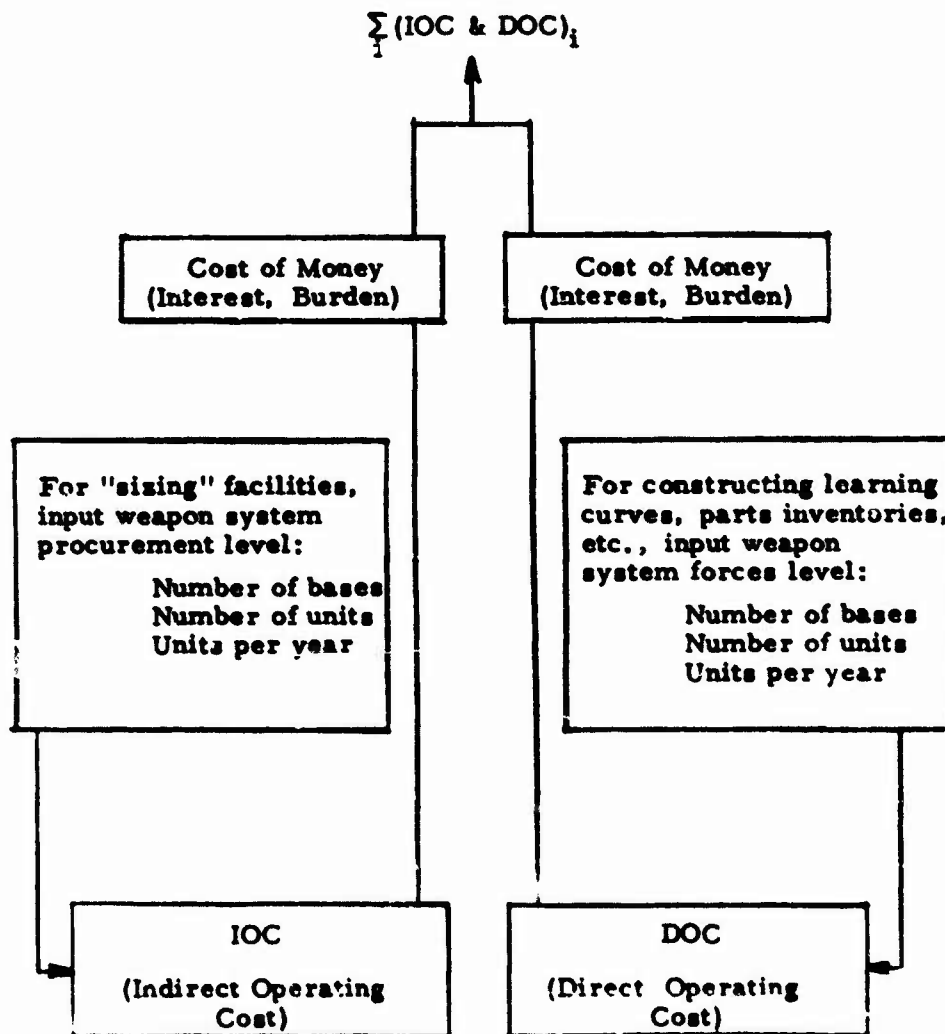 Σ (IOC & DOC)i
i
Cost of Money
(Interest, Burden)
Cost of Money
(Interest, Burden)
For "sizing" facilities,
input weapon system
procurement level:
Number of bases
Number of units
Units per year
For constructing learning
curves, parts inventories,
etc., input weapon
system forces level:
Number of bases
Number of units
Units per year
IOC
(Indirect Operating
Cost)
DOC
(Direct Operating
Cost)